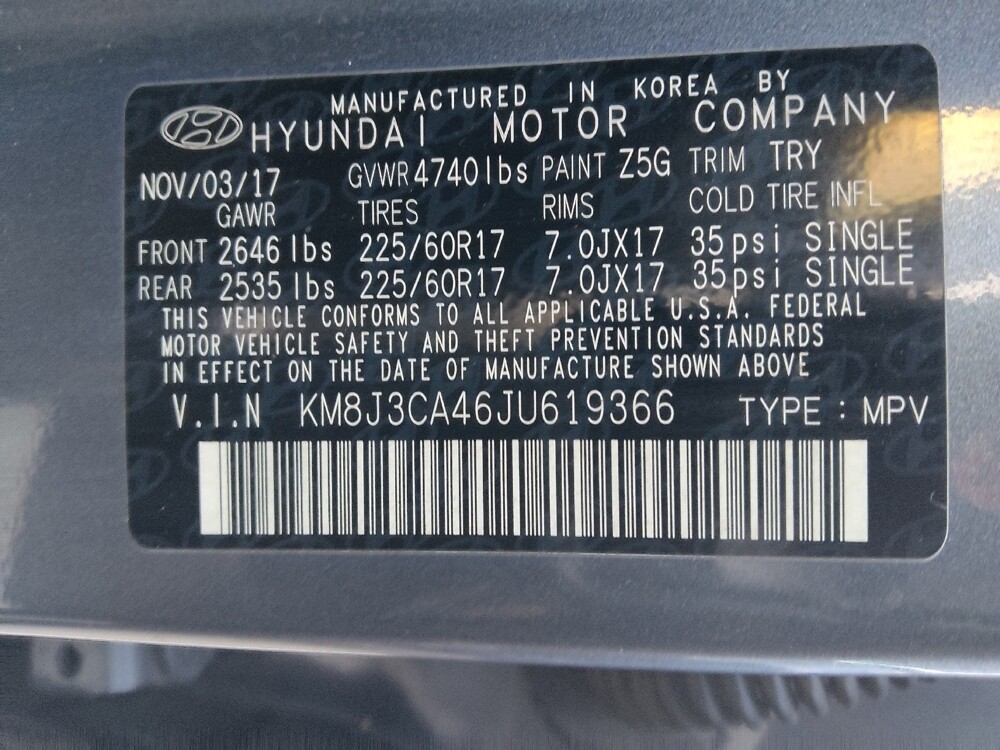 MANUFACTURED IN KOREA BY
HYUNDAI MOTOR COMPANY
NOV/03/17 GVWR 4740lbs PAINT Z5G TRIM TRY
GAWR TIRES RIMS COLD TIRE INFL
FRONT 2646 lbs 225/60R17 7.0JX17 35psi SINGLE
REAR 2535 lbs 225/60R17 7.0JX17 35psi SINGLE
THIS VEHICLE CONFORMS TO ALL APPLICABLE U.S.A. FEDERAL
MOTOR VEHICLE SAFETY AND THEFT PREVENTION STANDARDS
IN EFFECT ON THE DATE OF MANUFACTURE SHOWN ABOVE
V.I.N KM8J3CA46JU619366 TYPE : MPV